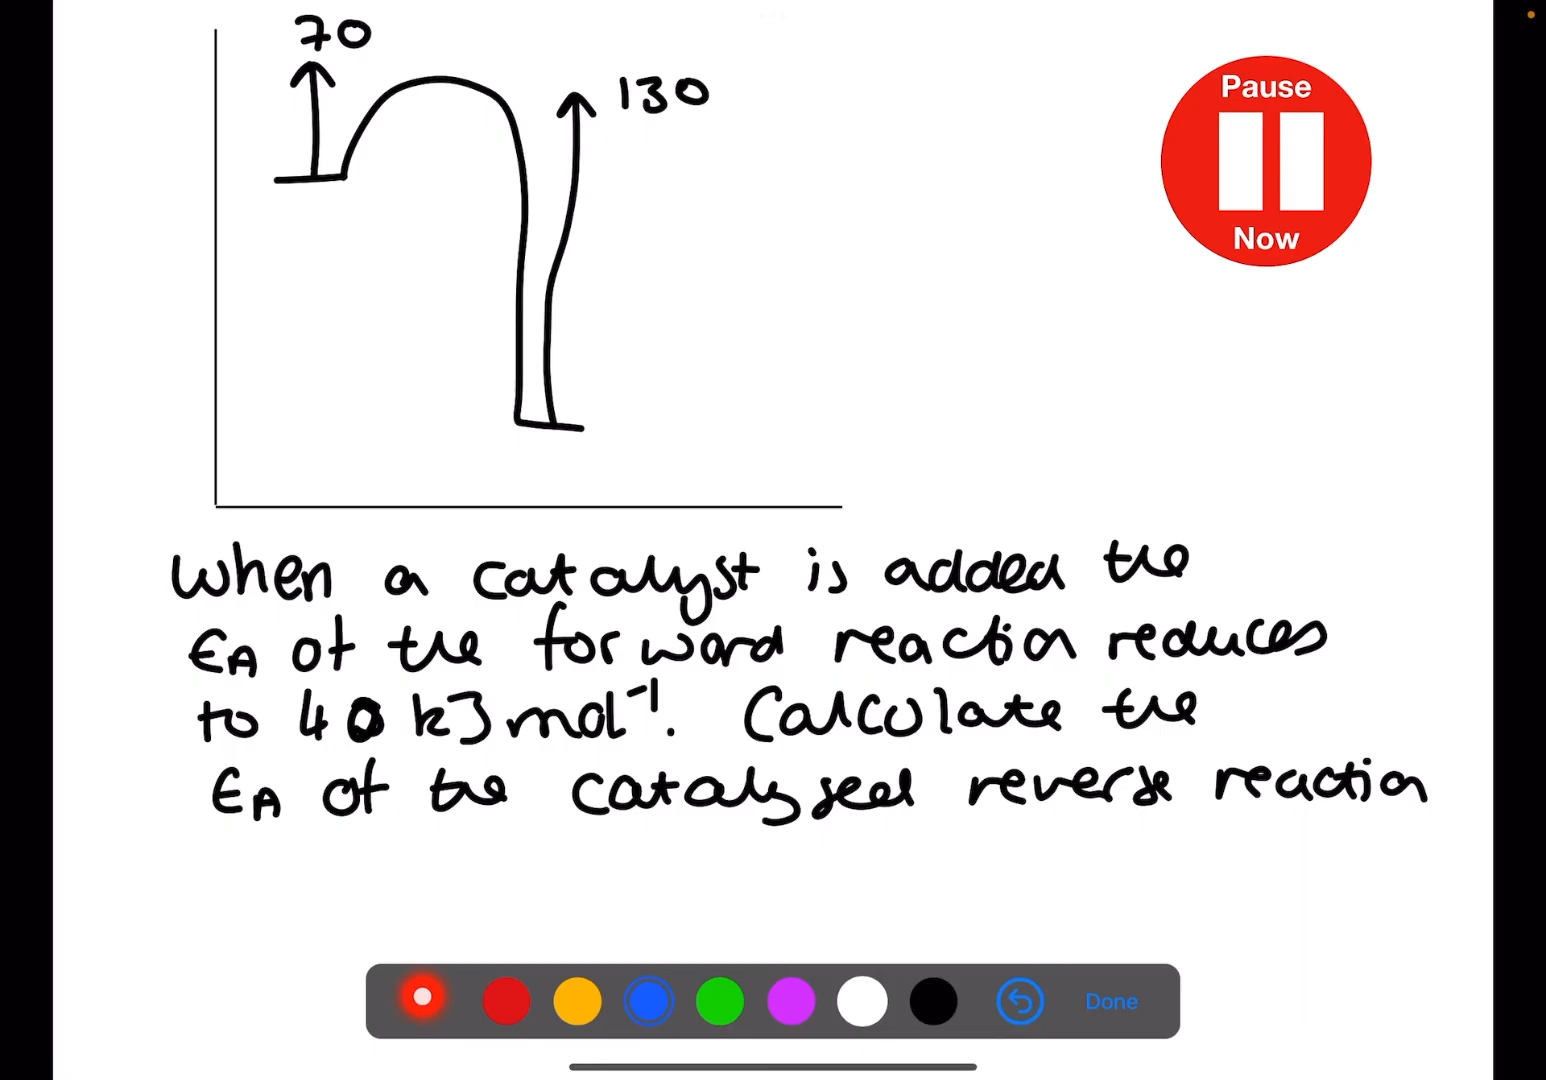 70
130
Pause
Now
When a catalyst is added the
EA of the forward reaction reduces
to 40 kJ mol⁻¹. Calculate the
EA of the catalysed reverse reaction
Done